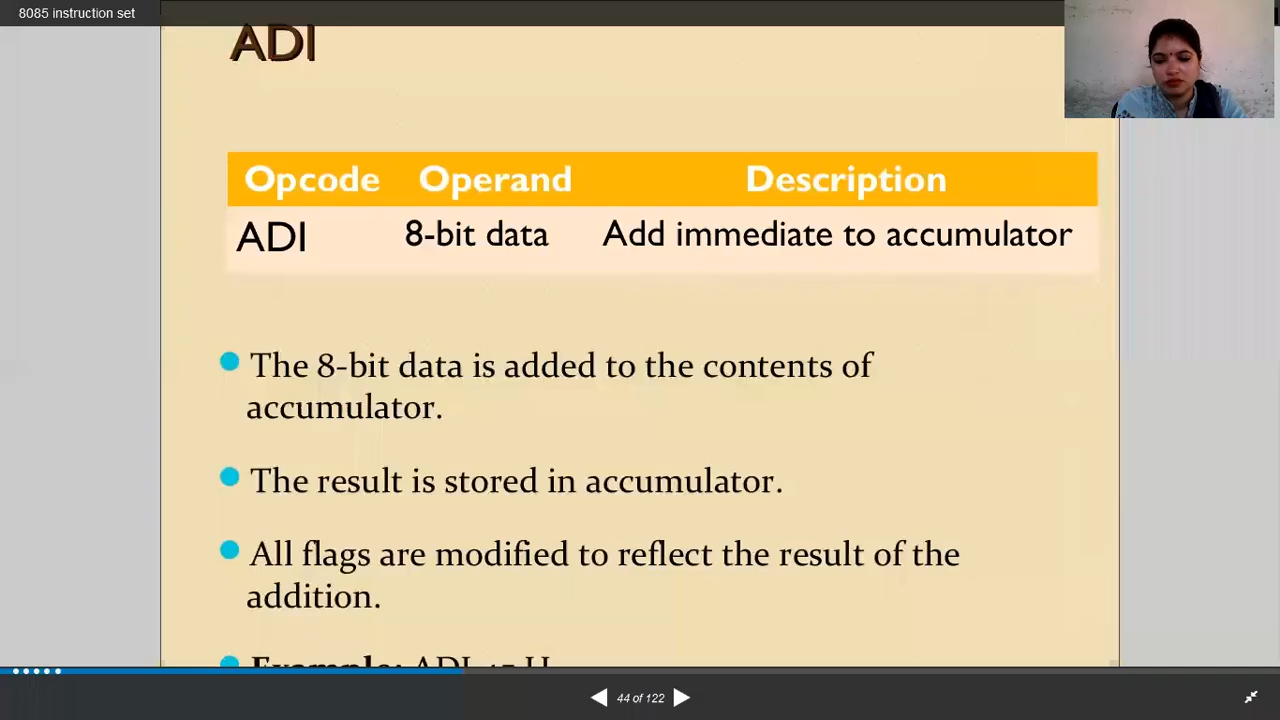 8085 instruction set
ADI
Opcode Operand Description
ADI 8-bit data Add immediate to accumulator
The 8-bit data is added to the contents of
accumulator.
The result is stored in accumulator.
All flags are modified to reflect the result of the
addition.
Example: ADI
44 of 122